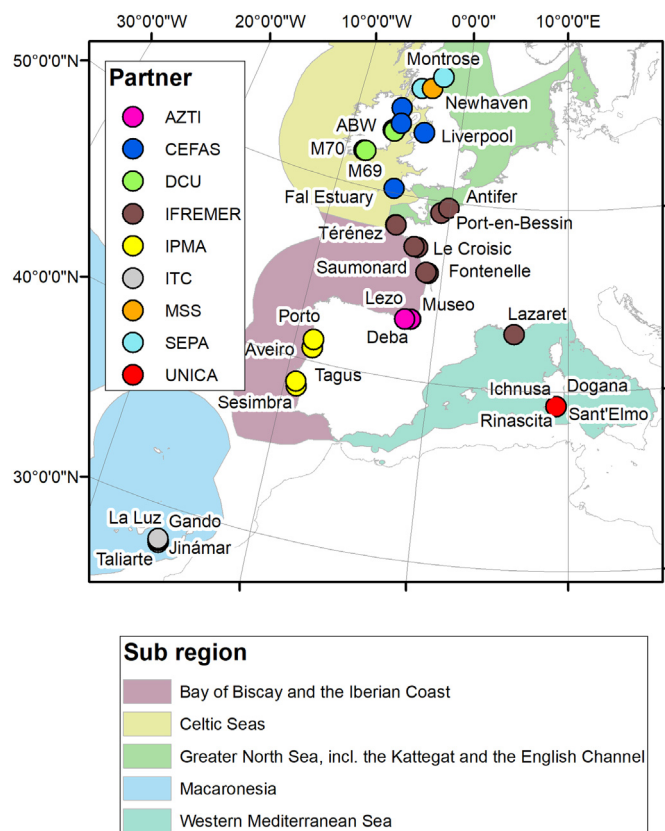 30°0'0"W 20°0'0"W 10°0'0"W 0°0'0" 10°0'0"E
50°0'0"N
40°0'0"N
30°0'0"N
Partner
AZTI
CEFAS
DCU
IFREMER
IPMA
ITC
MSS
SEPA
UNICA
Montrose
Newhaven
ABW
Liverpool
M70
M69
Fal Estuary
Antifer
Port-en-Bessin
Térénez
Le Croisic
Saumonard
Fontenelle
Lezo Museo
Deba
Lazaret
Porto
Aveiro
Tagus
Sesimbra
Ichnusa Dogana
Rinascita Sant'Elmo
La Luz Gando
Taliarte Jinámar
Sub region
Bay of Biscay and the Iberian Coast
Celtic Seas
Greater North Sea, incl. the Kattegat and the English Channel
Macaronesia
Western Mediterranean Sea